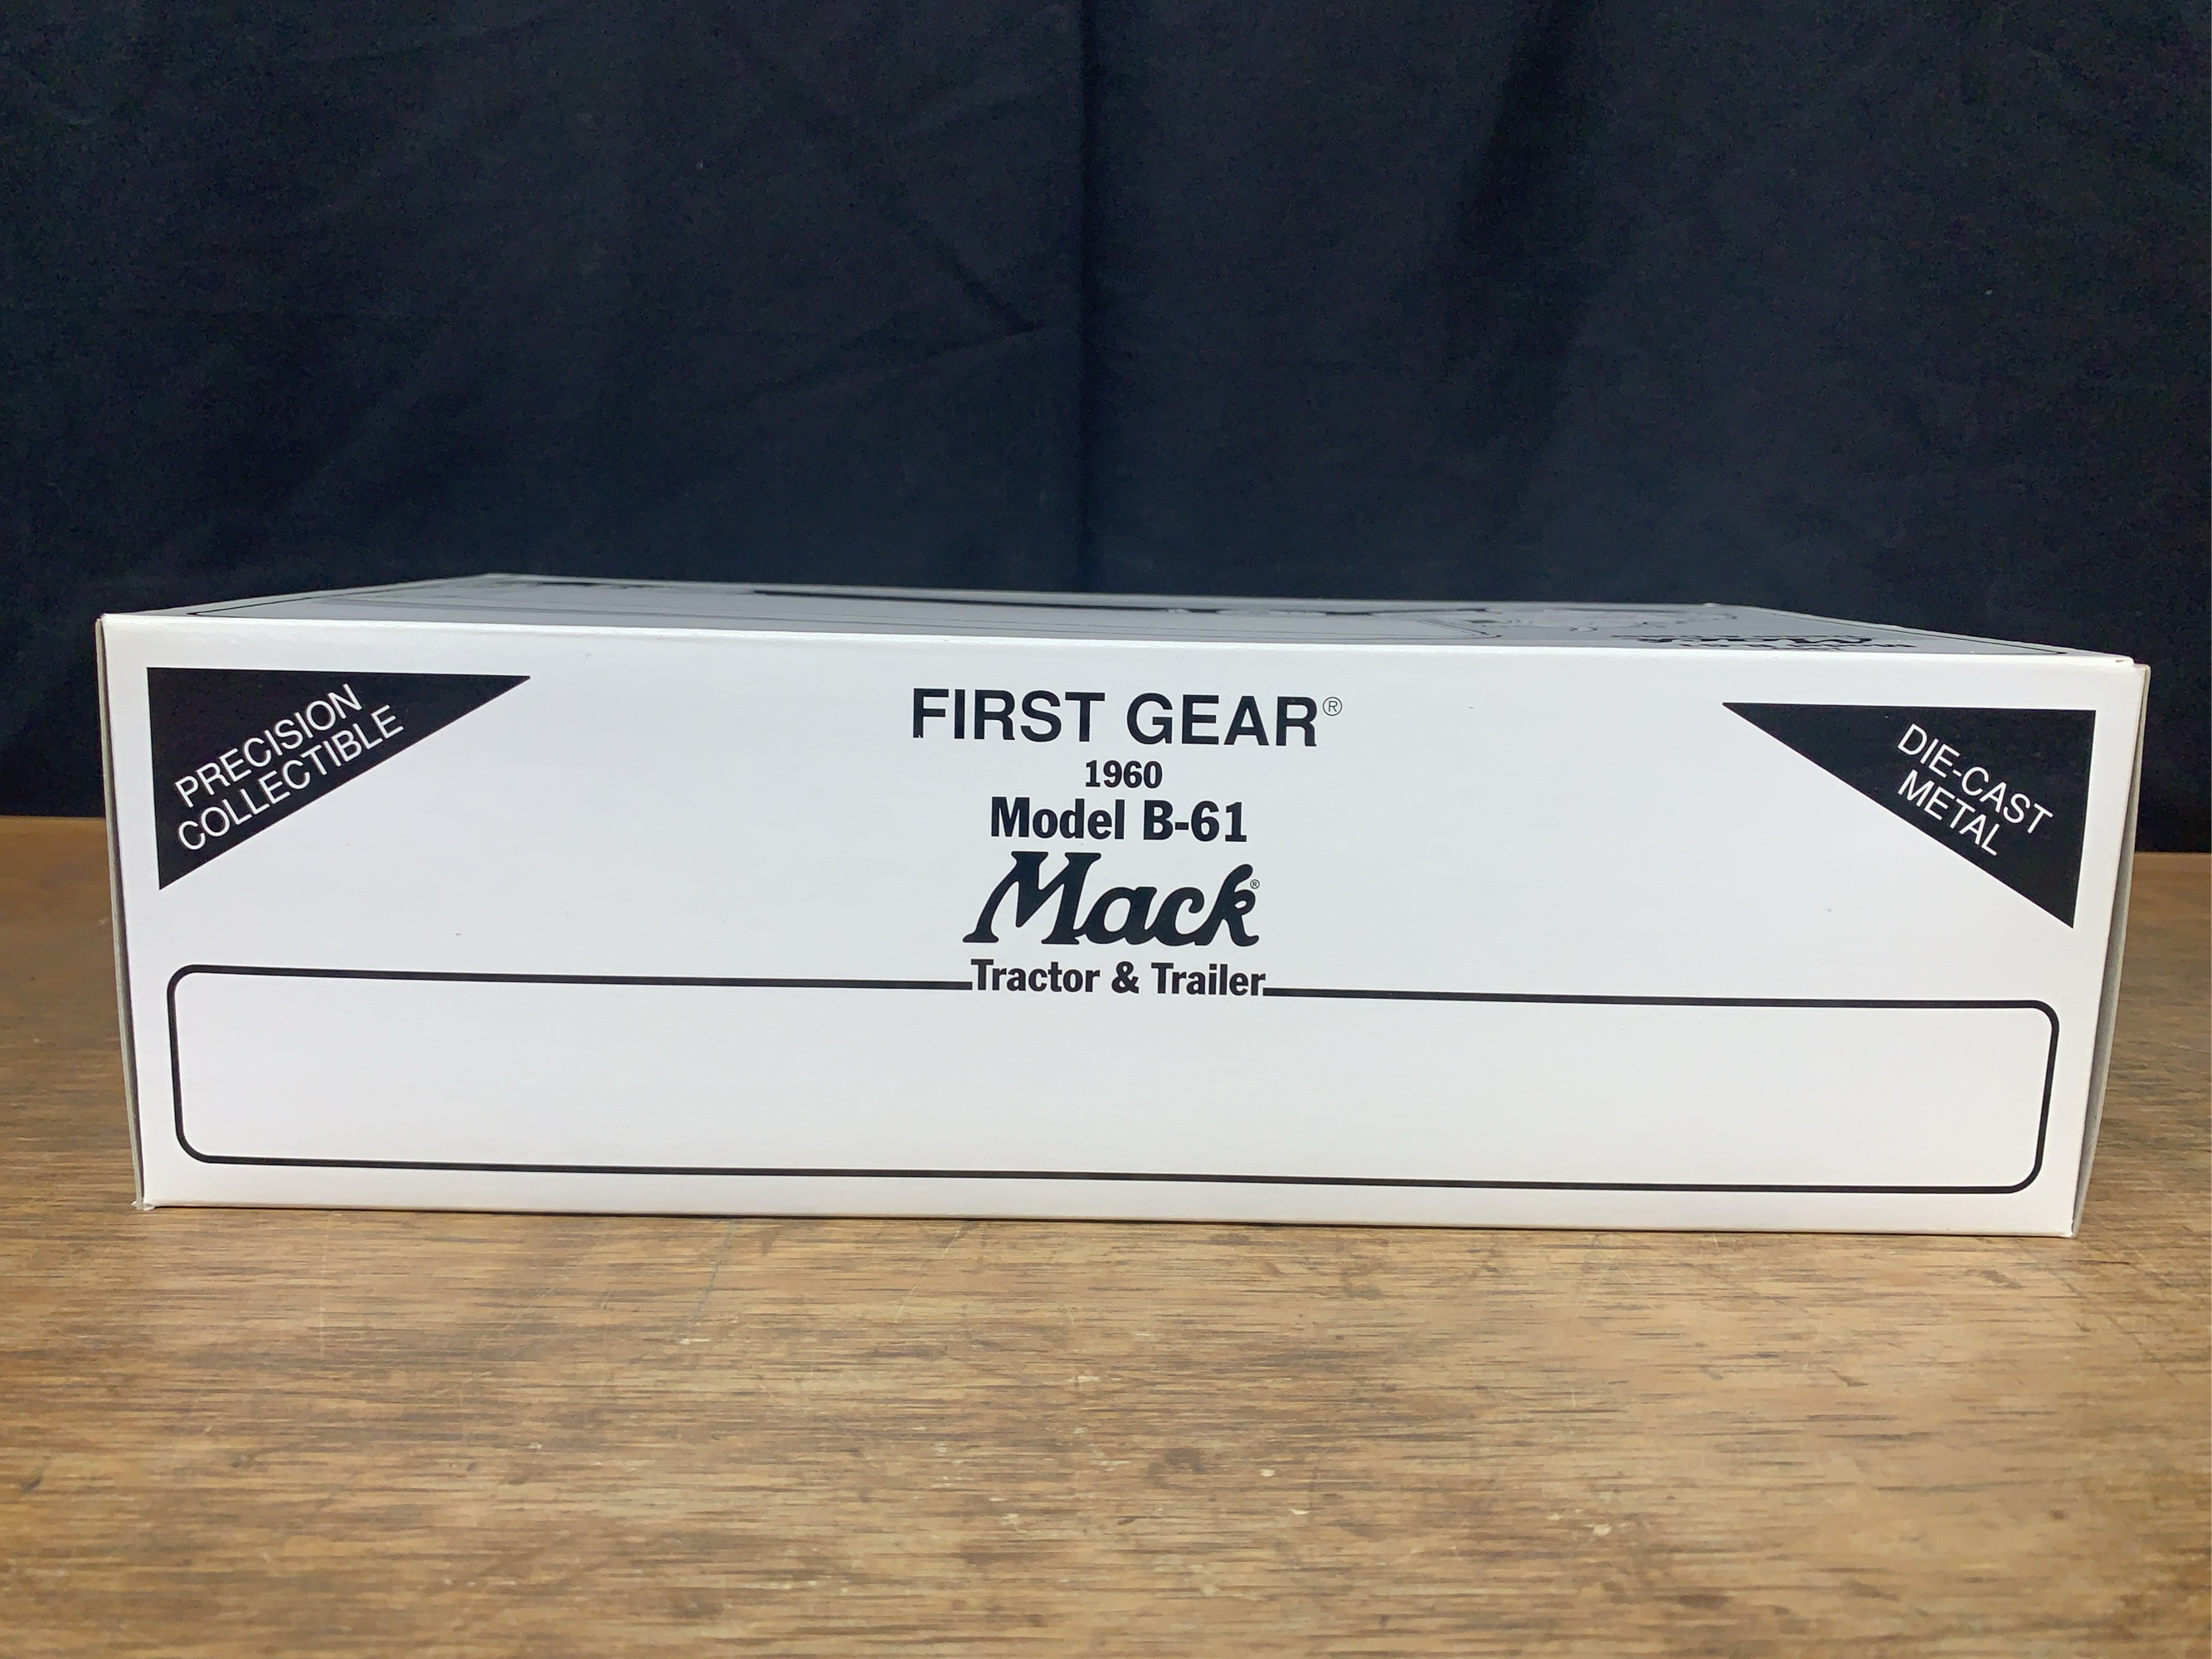 PRECISION
COLLECTIBLE
FIRST GEAR®
1960
Model B-61
Mack®
Tractor & Trailer
DIE-CAST
METAL